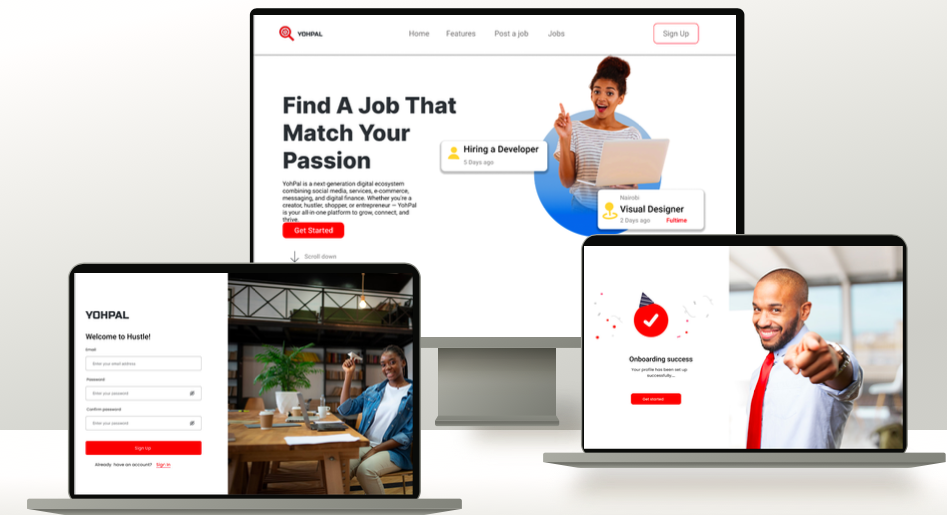 YOHPAL
Home Features Post a job Jobs Sign Up
Find A Job That
Match Your
Passion
YohPal is a next-generation digital ecosystem
combining social media, services, e-commerce,
messaging, and digital finance. Whether you're a
creator, hustler, shopper, or entrepreneur — YohPal
is your all-in-one platform to grow, connect, and
thrive.
Get Started
Scroll down
Hiring a Developer
5 Days ago
Nairobi
Visual Designer
2 Days ago Fultime
YOHPAL
Welcome to Hustle!
Email
Enter your email address
Password
Enter your password
Confirm password
Enter your password
Sign Up
Already have an account? Sign in
Onboarding success
Your profile has been set up
successfully....
Get started